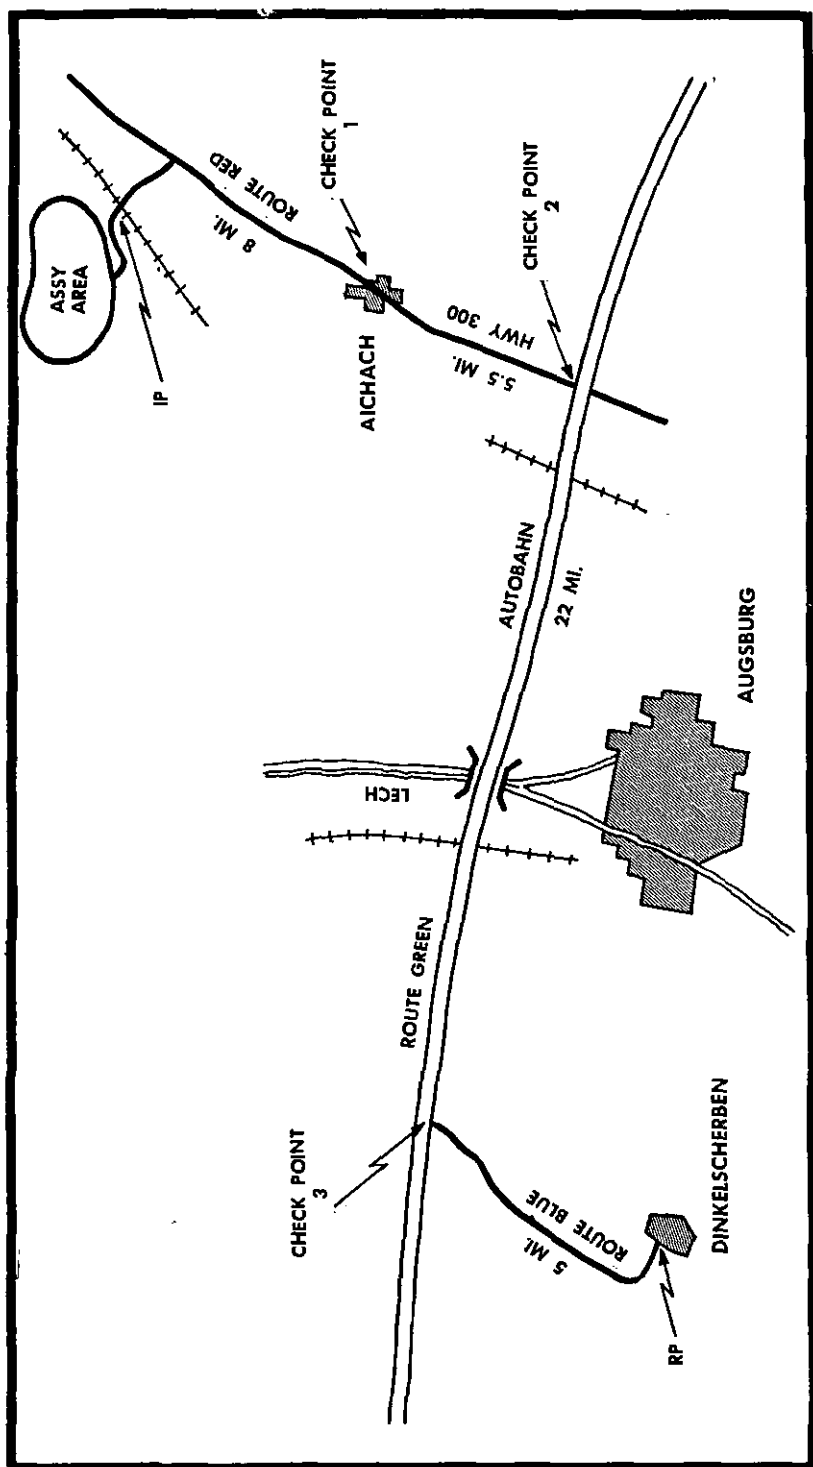 ASSY
AREA
IP
ROUTE RED
8 MI.
CHECK POINT
1
AICHACH
HWY 300
5.5 MI.
CHECK POINT
2
AUTOBAHN
22 MI.
AUGSBURG
LECH
ROUTE GREEN
CHECK POINT
3
ROUTE BLUE
5 MI.
DINKELSCHERBEN
RP